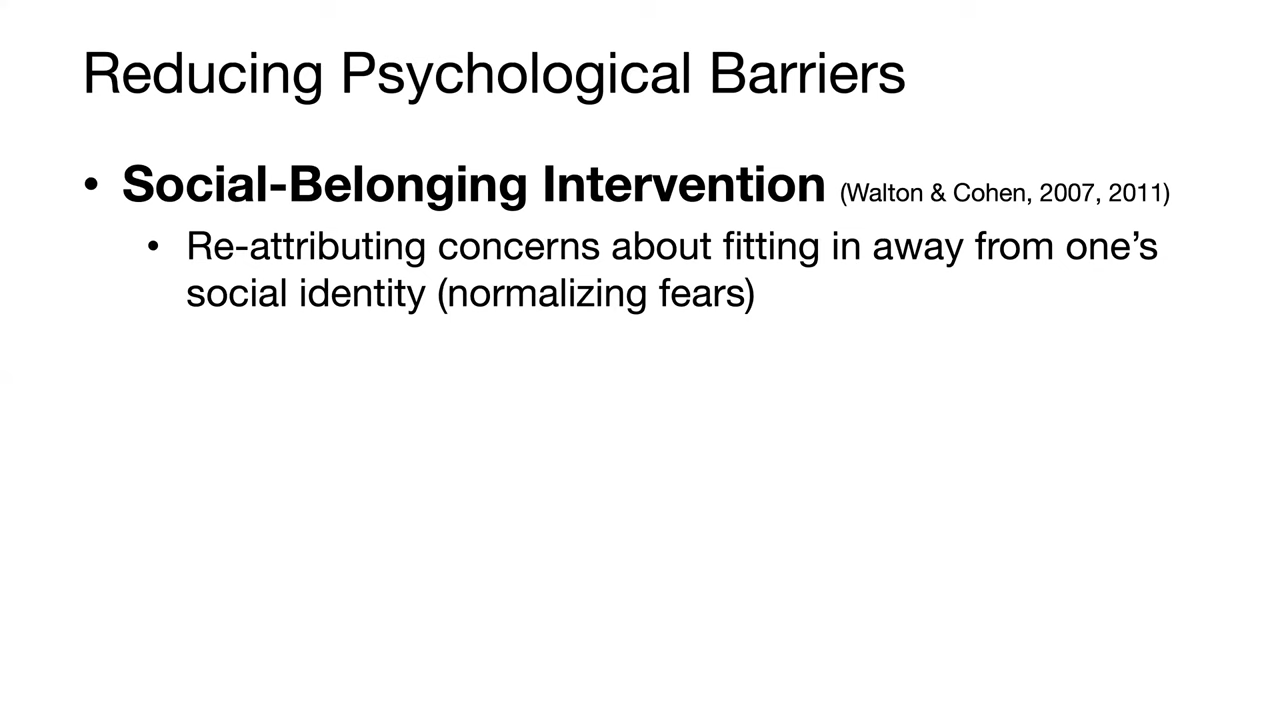 Reducing Psychological Barriers
• Social-Belonging Intervention (Walton & Cohen, 2007, 2011)
• Re-attributing concerns about fitting in away from one’s
social identity (normalizing fears)